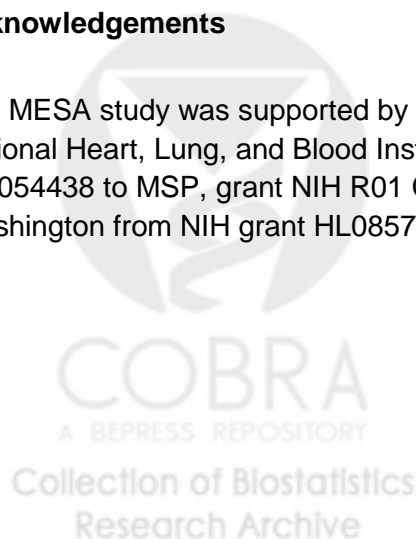 knowledgements
MESA study was supported by
ional Heart, Lung, and Blood Inst
054438 to MSP, grant NIH R01
shington from NIH grant HL0857
COBRA
A BEPRESS REPOSITORY
Collection of Biostatistics
Research Archive